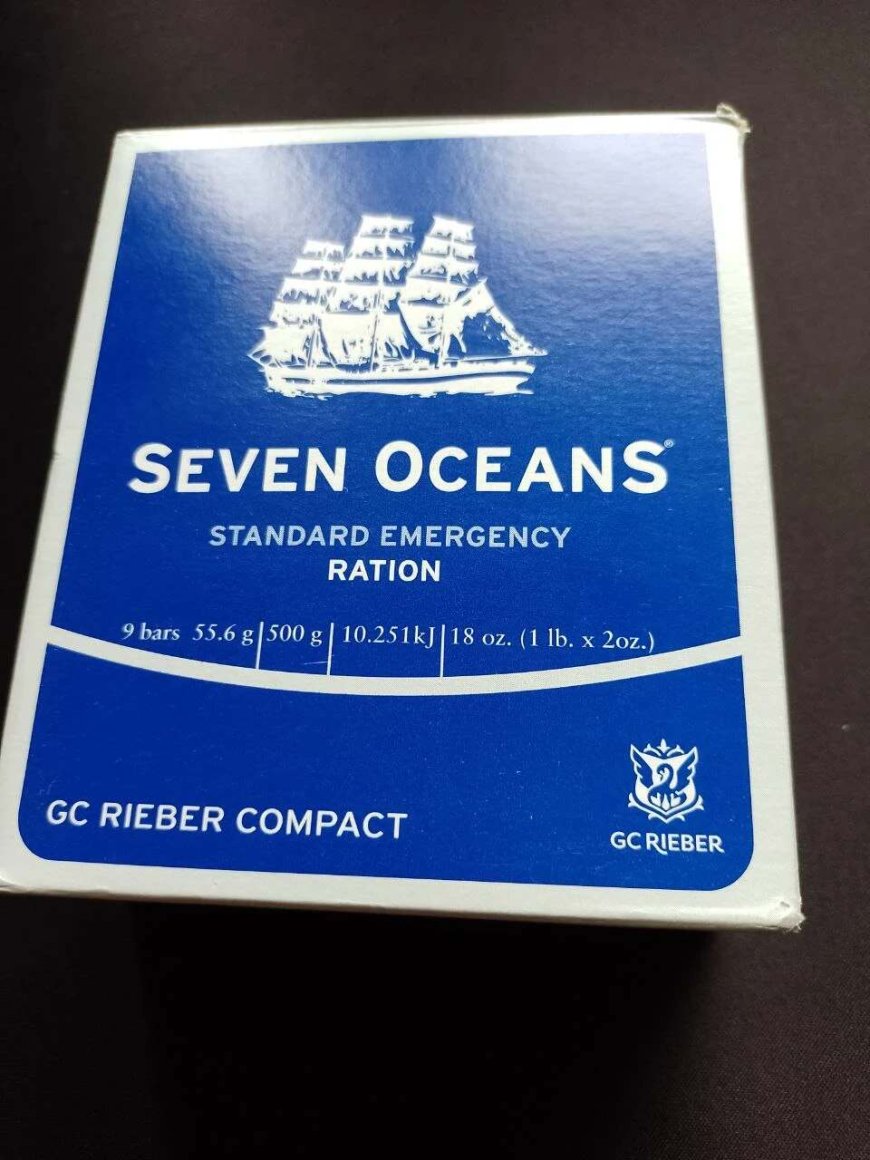 SEVEN OCEANS®
STANDARD EMERGENCY
RATION
9 bars 55.6 g | 500 g | 10.251kJ | 18 oz. (1 lb. x 2oz.)
GC RIEBER COMPACT
GC RIEBER